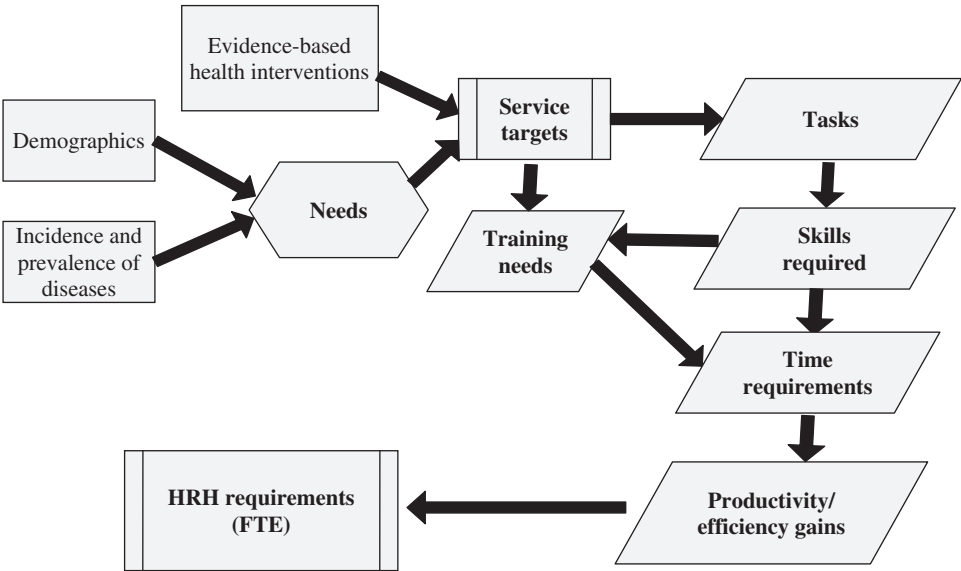 Evidence-based
health interventions
Service
targets
Tasks
Demographics
Needs
Incidence and
prevalence of
diseases
Training
needs
Skills
required
Time
requirements
HRH requirements
(FTE)
Productivity/
efficiency gains